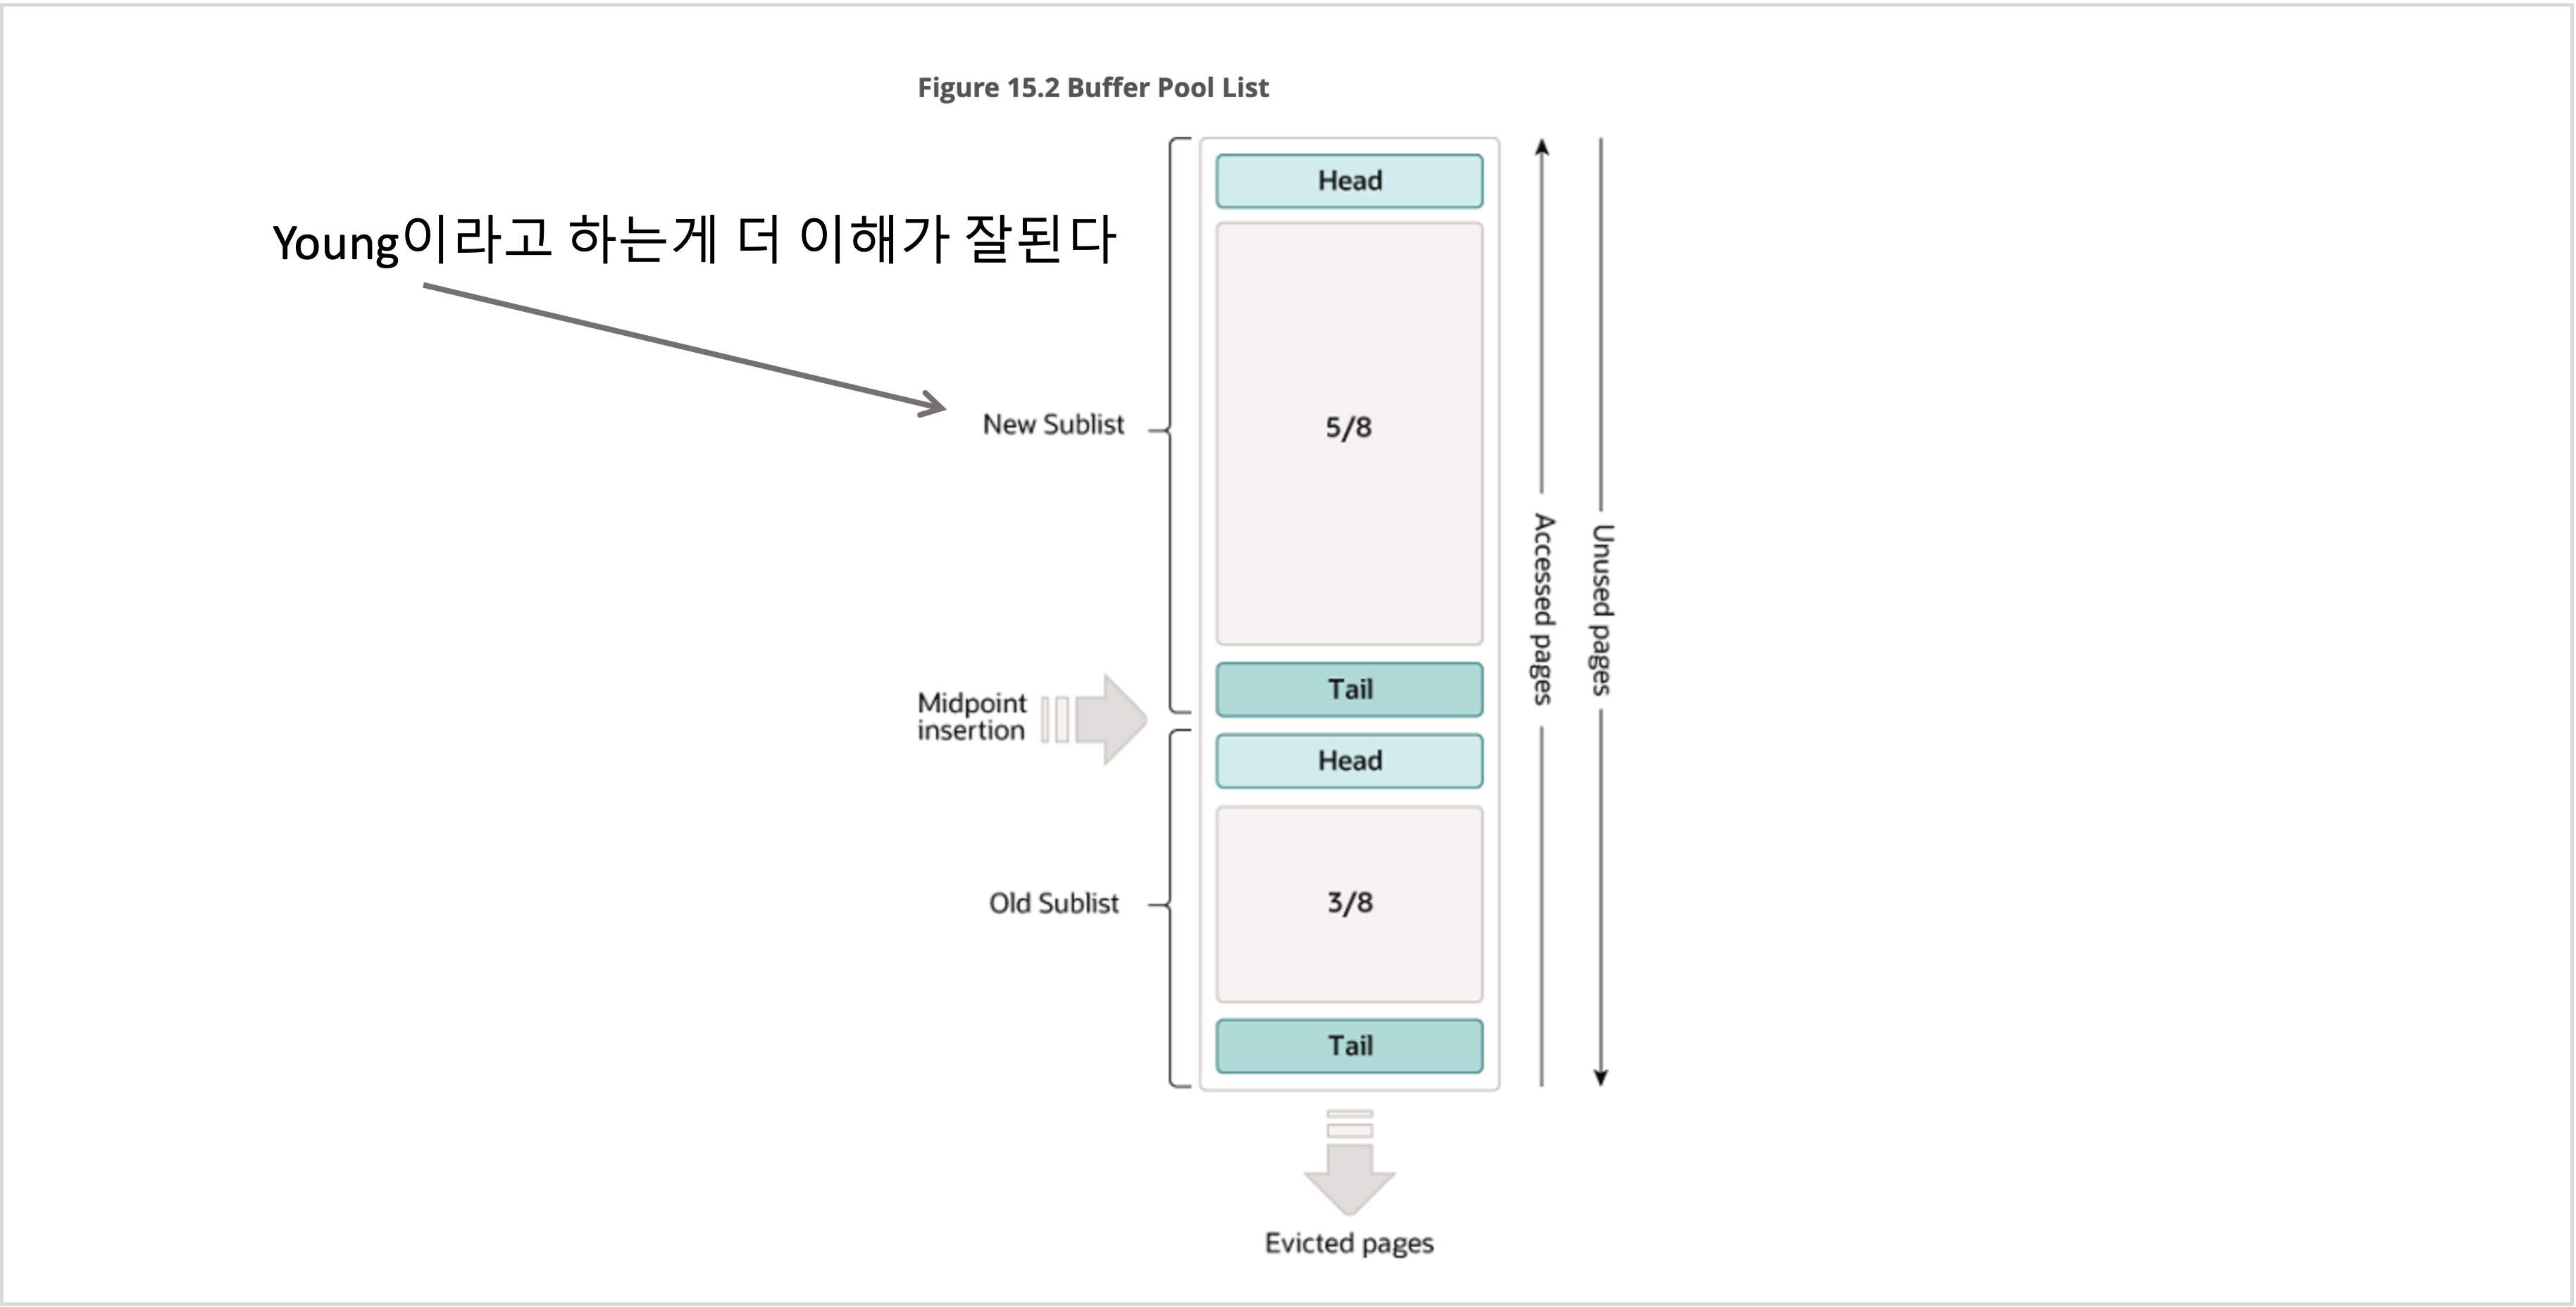 Figure 15.2 Buffer Pool List
Head
Young이라고 하는게 더 이해가 잘된다
New Sublist
5/8
Accessed pages
Unused pages
Tail
Midpoint
insertion
Head
Old Sublist
3/8
Tail
Evicted pages